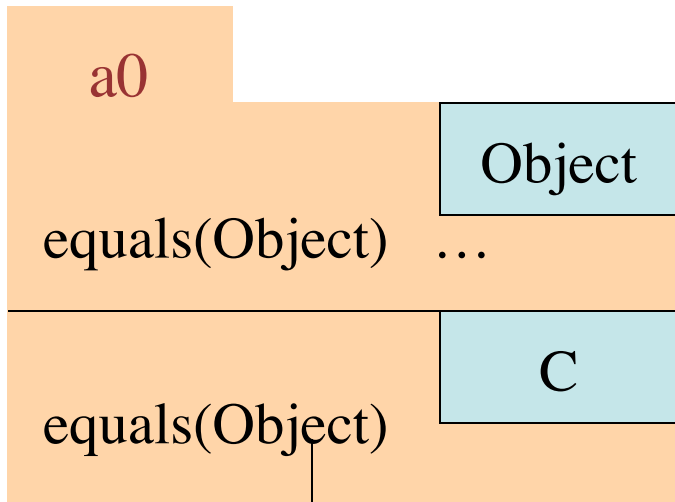 a0
Object
equals(Object) …
C
equals(Object)